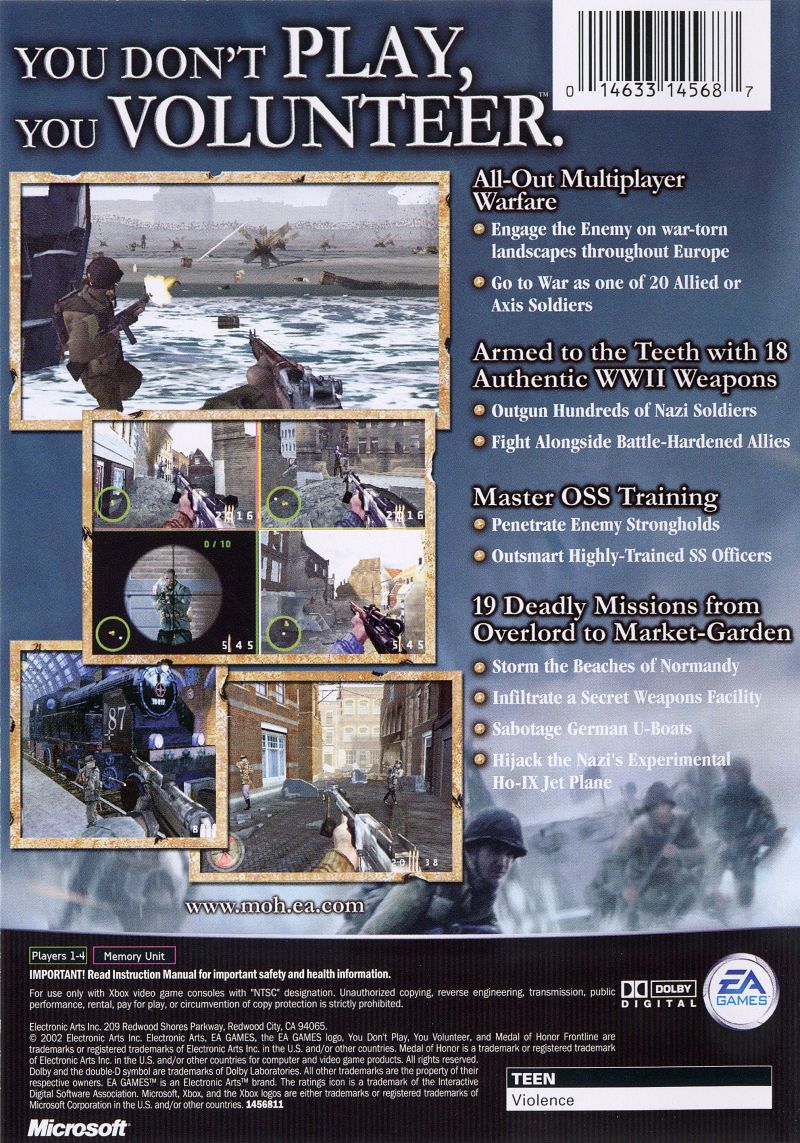 YOU DON'T PLAY,
YOU VOLUNTEER.™
0 14633 14568 7
All-Out Multiplayer
Warfare
Engage the Enemy on war-torn
landscapes throughout Europe
Go to War as one of 20 Allied or
Axis Soldiers
Armed to the Teeth with 18
Authentic WWII Weapons
Outgun Hundreds of Nazi Soldiers
Fight Alongside Battle-Hardened Allies
Master OSS Training
Penetrate Enemy Strongholds
Outsmart Highly-Trained SS Officers
19 Deadly Missions from
Overlord to Market-Garden
Storm the Beaches of Normandy
Infiltrate a Secret Weapons Facility
Sabotage German U-Boats
Hijack the Nazi's Experimental
Ho-IX Jet Plane
0 / 10
5 45
5 45
87
20 38
www.moh.ea.com
Players 1-4 Memory Unit
IMPORTANT! Read Instruction Manual for important safety and health information.
For use only with Xbox video game consoles with "NTSC" designation. Unauthorized copying, reverse engineering, transmission, public
performance, rental, pay for play, or circumvention of copy protection is strictly prohibited.
DOLBY
DIGITAL
EA
GAMES™
Electronic Arts Inc. 209 Redwood Shores Parkway, Redwood City, CA 94065.
© 2002 Electronic Arts Inc. Electronic Arts, EA GAMES, the EA GAMES logo, You Don't Play, You Volunteer, and Medal of Honor Frontline are
trademarks or registered trademarks of Electronic Arts Inc. in the U.S. and/or other countries. Medal of Honor is a trademark or registered trademark
of Electronic Arts Inc. in the U.S. and/or other countries for computer and video game products. All rights reserved.
Dolby and the double-D symbol are trademarks of Dolby Laboratories. All other trademarks are the property of their
respective owners. EA GAMES™ is an Electronic Arts™ brand. The ratings icon is a trademark of the Interactive
Digital Software Association. Microsoft, Xbox, and the Xbox logos are either trademarks or registered trademarks of
Microsoft Corporation in the U.S. and/or other countries. 1456811
TEEN
Violence
Microsoft